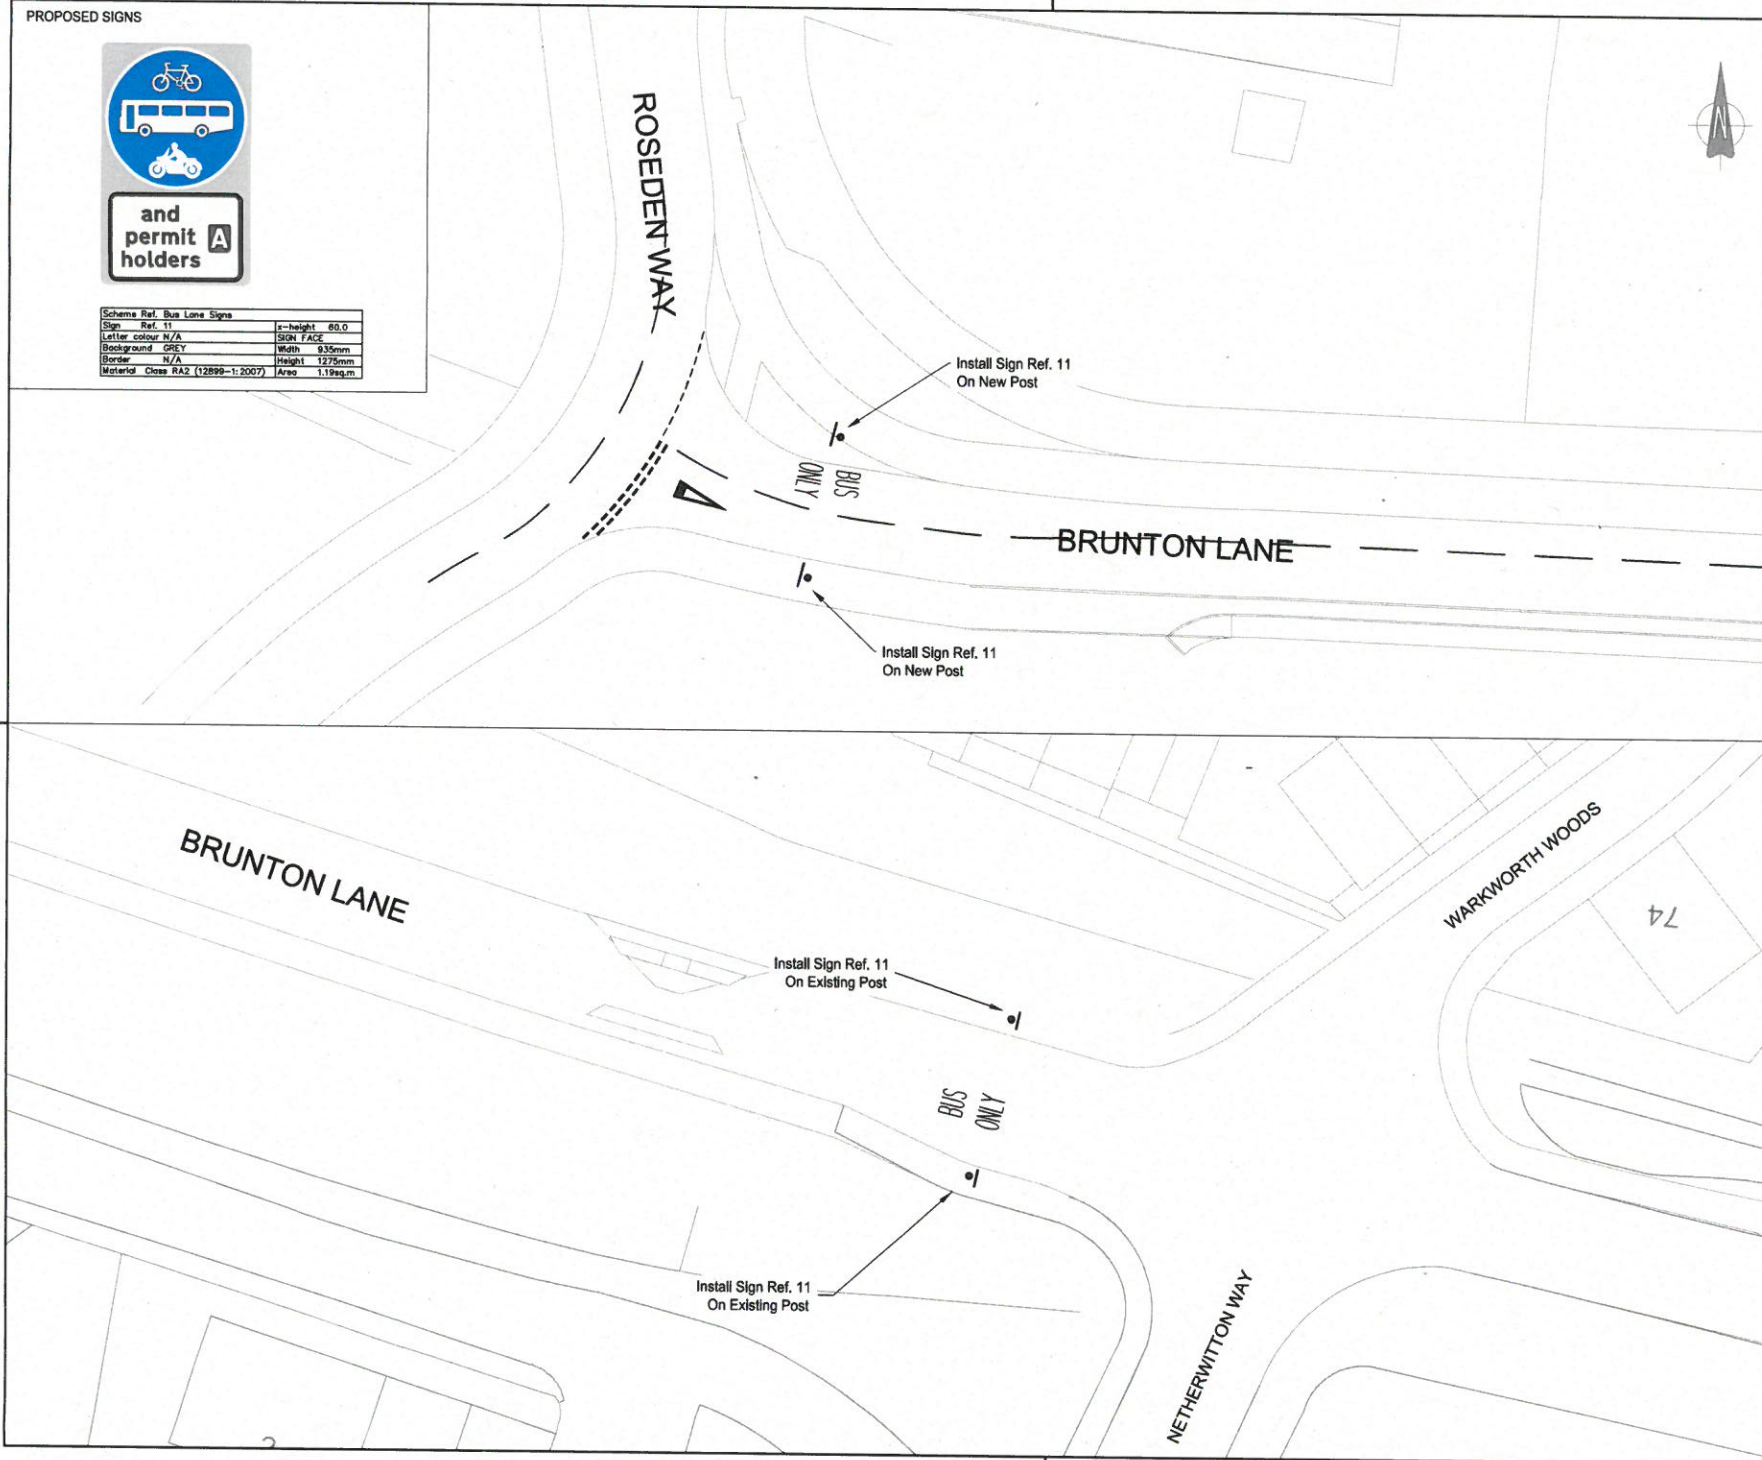 PROPOSED SIGNS
and
permit A
holders
Scheme Ref. Bus Lane Signs
Sign Ref. 11 x-height 60.0
Letter colour N/A SIGN FACE
Background GREY Width 935mm
Border N/A Height 1275mm
Material Class RA2 (12899-1:2007) Area 1.19sq.m
ROSEDEN WAY
N
Install Sign Ref. 11
On New Post
BUS
ONLY
BRUNTON LANE
Install Sign Ref. 11
On New Post
BRUNTON LANE
WARKWORTH WOODS
74
Install Sign Ref. 11
On Existing Post
BUS
ONLY
Install Sign Ref. 11
On Existing Post
NETHERWITTON WAY